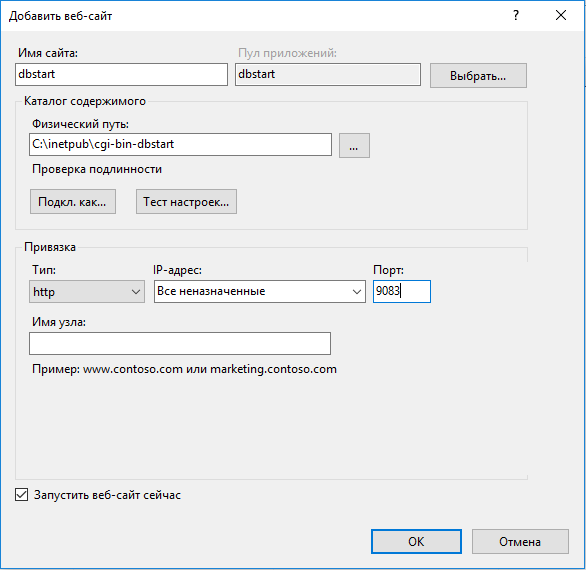 Добавить веб-сайт
?
Имя сайта:
Пул приложений:
dbstart
dbstart
Выбрать...
Каталог содержимого
Физический путь:
C:\inetpub\cgi-bin-dbstart
...
Проверка подлинности
Подкл. как...
Тест настроек...
Привязка
Тип:
IP-адрес:
Порт:
http
Все неназначенные
9083
Имя узла:
Пример: www.contoso.com или marketing.contoso.com
Запустить веб-сайт сейчас
ОК
Отмена